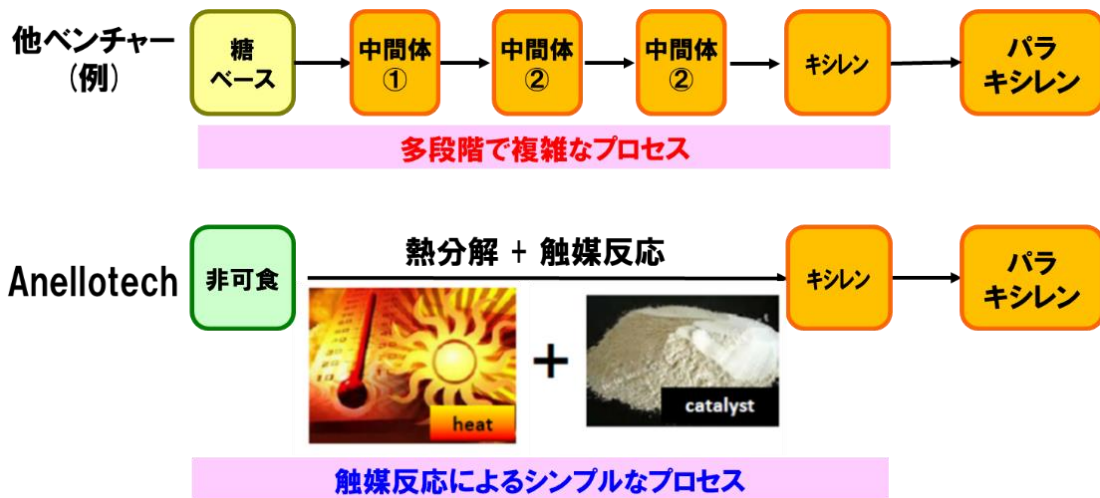 他ベンチャー
(例)
糖
ベース
中間体
①
中間体
②
中間体
②
キシレン
パラ
キシレン
多段階で複雑なプロセス
Anellotech
非可食
熱分解 + 触媒反応
heat
+
catalyst
キシレン
パラ
キシレン
触媒反応によるシンプルなプロセス